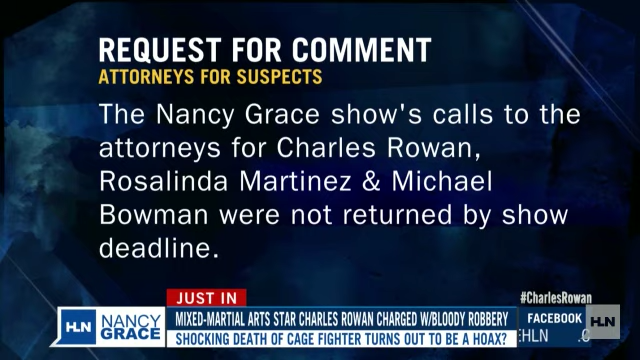 REQUEST FOR COMMENT
ATTORNEYS FOR SUSPECTS
The Nancy Grace show's calls to the
attorneys for Charles Rowan,
Rosalinda Martinez & Michael
Bowman were not returned by show
deadline.
JUST IN
#CharlesRowan
HLN NANCY GRACE
MIXED-MARTIAL ARTS STAR CHARLES ROWAN CHARGED W/BLOODY ROBBERY
FACEBOOK
HLN
SHOCKING DEATH OF CAGE FIGHTER TURNS OUT TO BE A HOAX?
:HLN .C